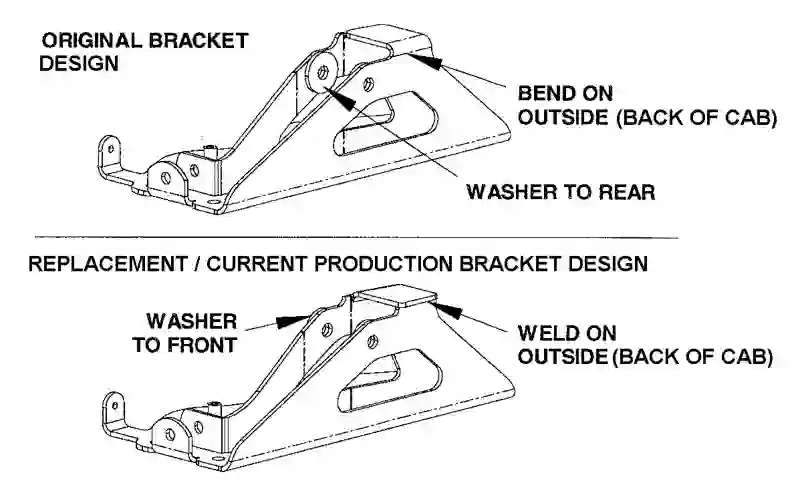 ORIGINAL BRACKET
DESIGN
BEND ON
OUTSIDE (BACK OF CAB)
WASHER TO REAR
REPLACEMENT / CURRENT PRODUCTION BRACKET DESIGN
WASHER
TO FRONT
WELD ON
OUTSIDE (BACK OF CAB)